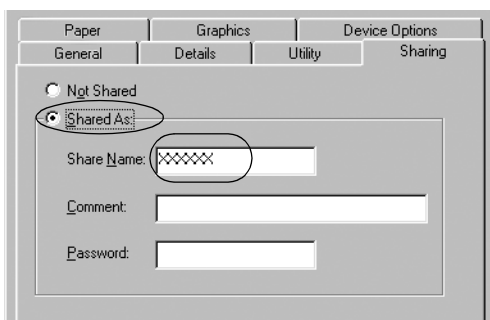 Paper Graphics Device Options
General Details Utility Sharing
Not Shared
Shared As:
Share Name: XXXXXX
Comment:
Password: